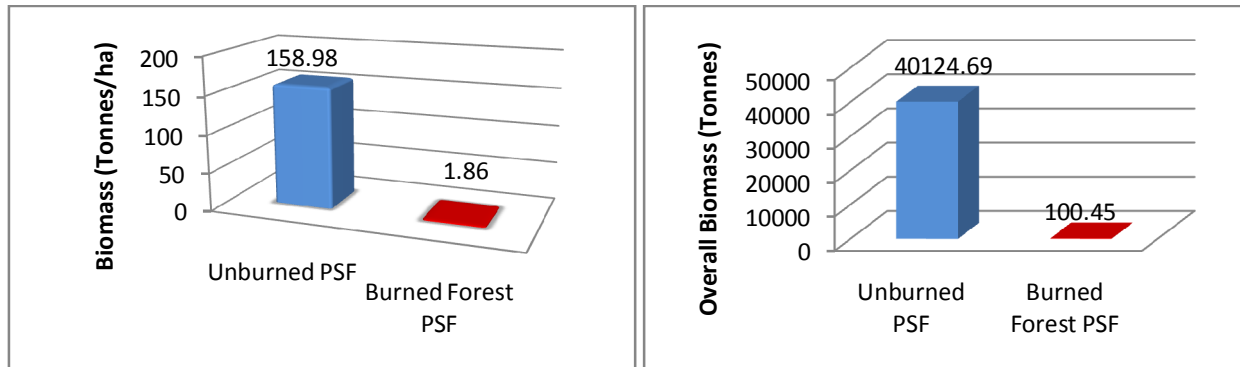 Biomass (Tonnes/ha)
200
150
100
50
0
158.98
1.86
Unburned PSF
Burned Forest
PSF
Overall Biomass (Tonnes)
50000
40000
30000
20000
10000
0
40124.69
100.45
Unburned
PSF
Burned
Forest PSF